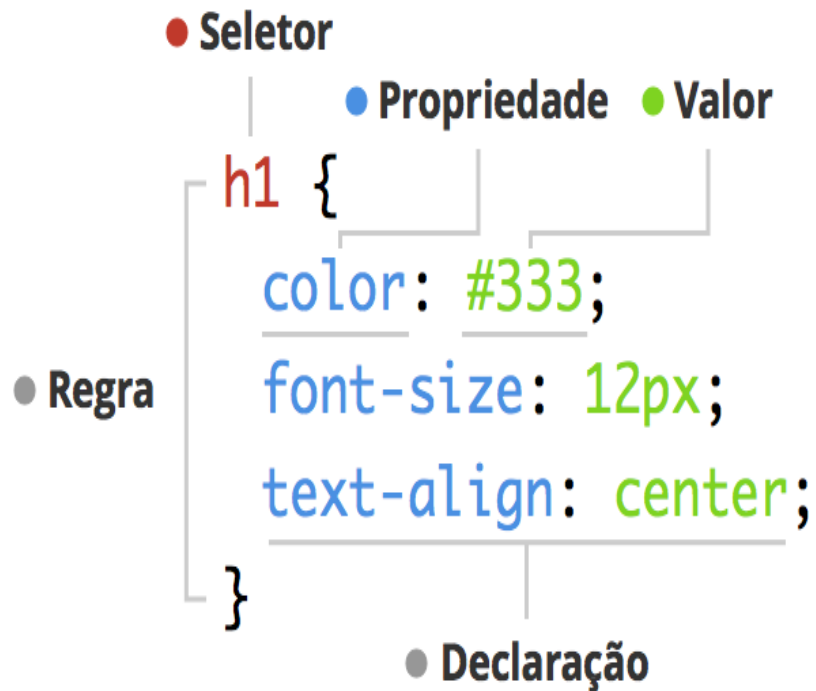 Seletor
Propriedade Valor
h1 {
color: #333;
font-size: 12px;
Regra
text-align: center;
}
Declaração